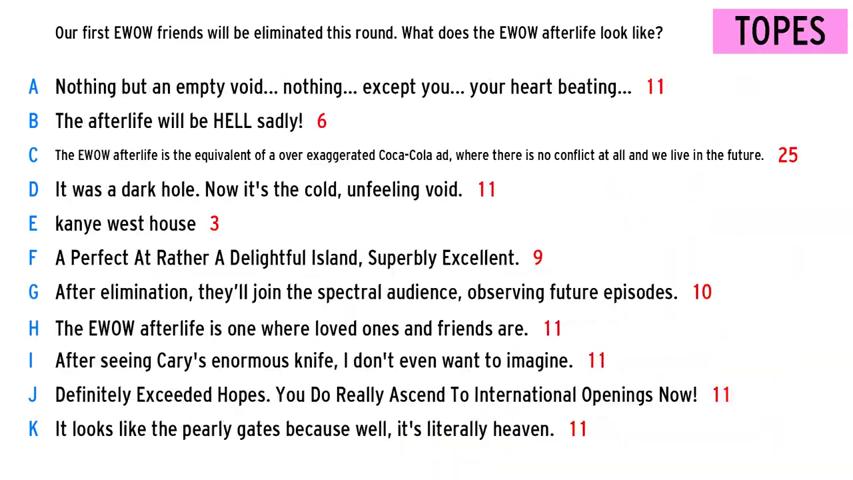 Our first EWOW friends will be eliminated this round. What does the EWOW afterlife look like?
TOPES
A Nothing but an empty void... nothing... except you... your heart beating... 11
B The afterlife will be HELL sadly! 6
C The EWOW afterlife is the equivalent of a over exaggerated Coca-Cola ad, where there is no conflict at all and we live in the future. 25
D It was a dark hole. Now it's the cold, unfeeling void. 11
E kanye west house 3
F A Perfect At Rather A Delightful Island, Superbly Excellent. 9
G After elimination, they'll join the spectral audience, observing future episodes. 10
H The EWOW afterlife is one where loved ones and friends are. 11
I After seeing Cary's enormous knife, I don't even want to imagine. 11
J Definitely Exceeded Hopes. You Do Really Ascend To International Openings Now! 11
K It looks like the pearly gates because well, it's literally heaven. 11